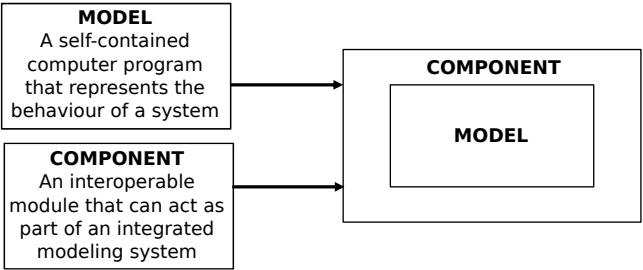 MODEL
A self-contained
computer program
that represents the
behaviour of a system
COMPONENT
An interoperable
module that can act as
part of an integrated
modeling system
COMPONENT
MODEL